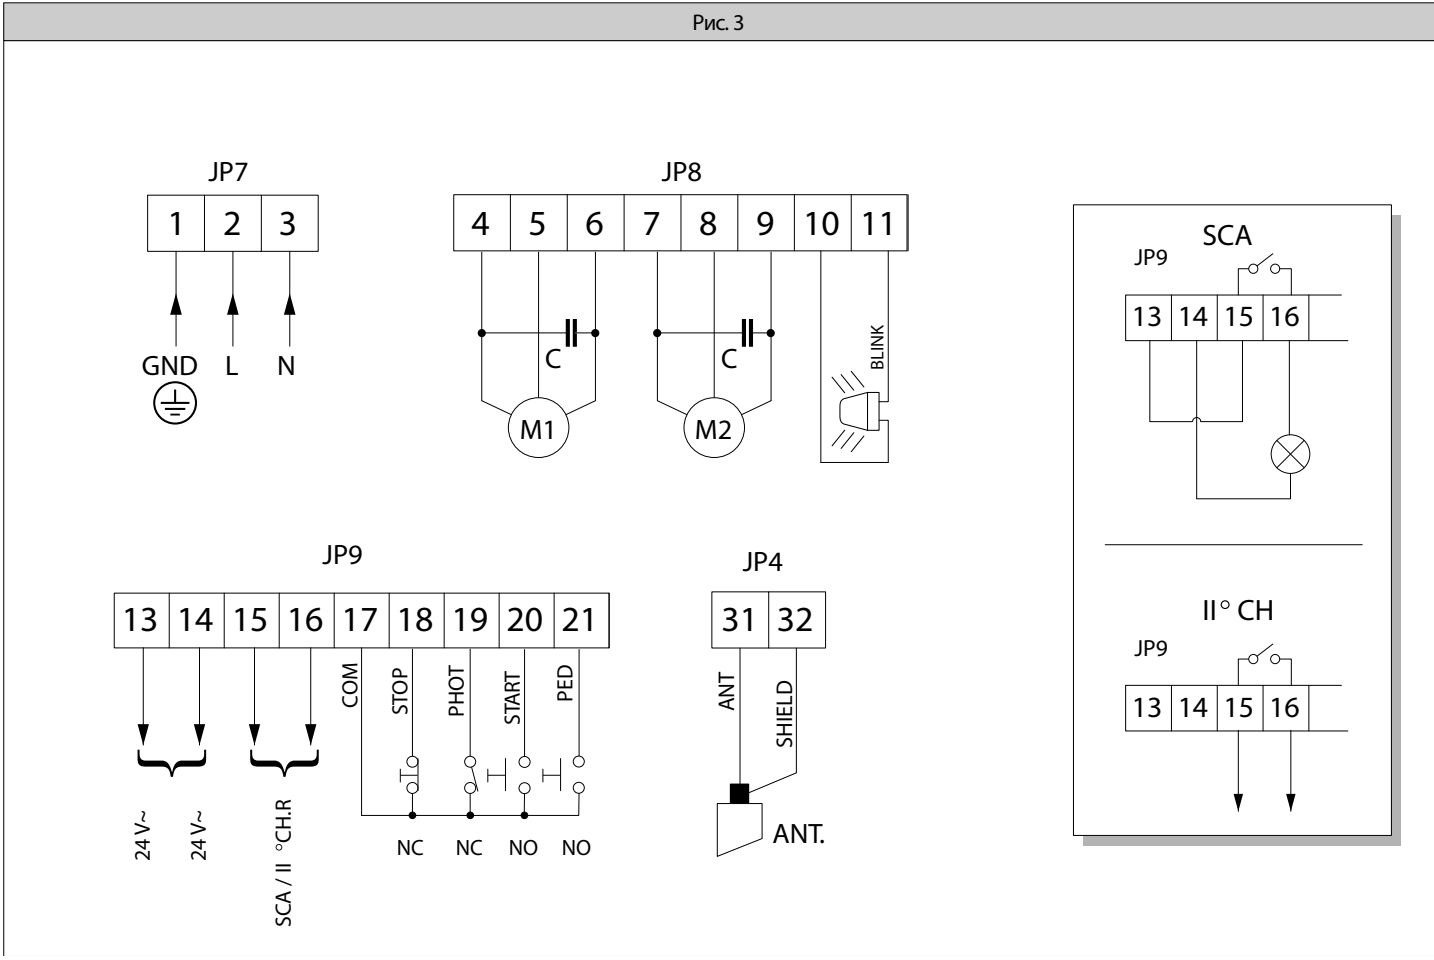 Рис. 3
JP7
1 2 3
GND L N
JP8
4 5 6 7 8 9 10 11
C
C
BLINK
M1
M2
SCA
JP9
13 14 15 16
JP9
13 14 15 16 17 18 19 20 21
COM
STOP
PHOT
START
PED
24 V~
24 V~
SCA / II °CH.R
NC NC NO NO
JP4
31 32
ANT
SHIELD
ANT.
II° CH
JP9
13 14 15 16